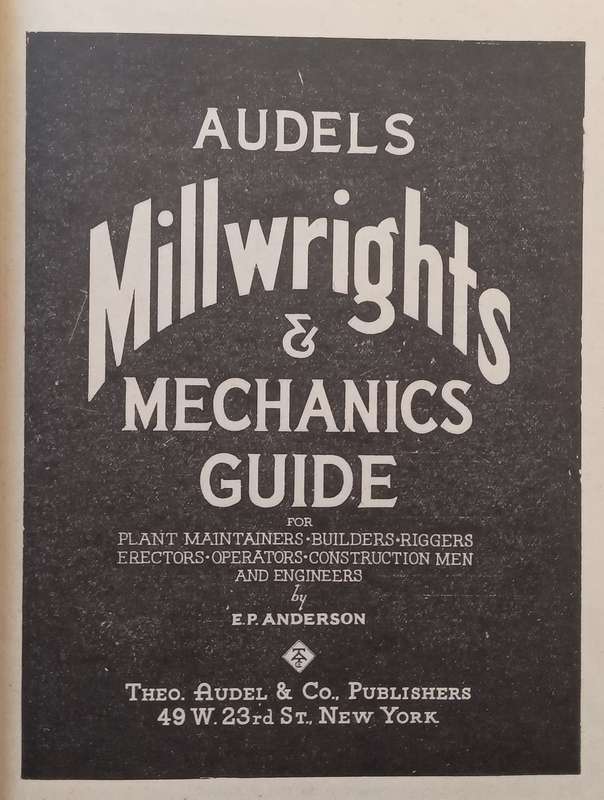 AUDELS
Millwrights
&
MECHANICS
GUIDE
FOR
PLANT MAINTAINERS·BUILDERS·RIGGERS
ERECTORS·OPERATORS·CONSTRUCTION MEN
AND ENGINEERS
by
E.P. ANDERSON
THEO. AUDEL & CO., PUBLISHERS
49 W. 23rd ST., NEW YORK